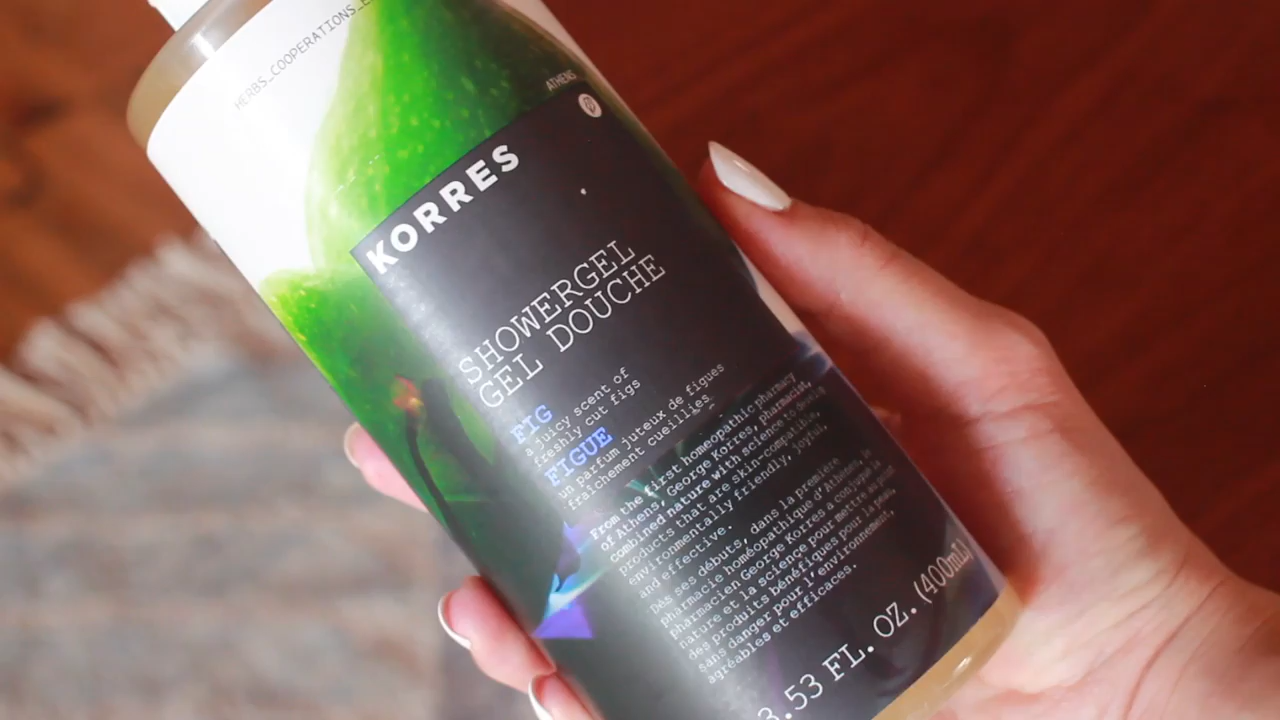 HERBS_COOPERATIONS_
ATHENS
KORRES
SHOWERGEL
GEL DOUCHE
FIG
a juicy scent of
freshly cut figs
FIGUE
un parfum juteux de figues
fraîchement cueillies
From the first homeopathic pharmacy
of Athens, George Korres, pharmacist,
combined nature with science to
products that are skin-compatible,
environmentally friendly, joyful,
and effective.
Dès ses débuts, dans la première
pharmacie homéopathique d'Athènes, le
pharmacien George Korres a conjugué la
nature et la science pour mettre au point
des produits bénéfiques pour la peau,
sans danger pour l'environnement,
agréables et efficaces.
3.53 FL. OZ. (400mL)